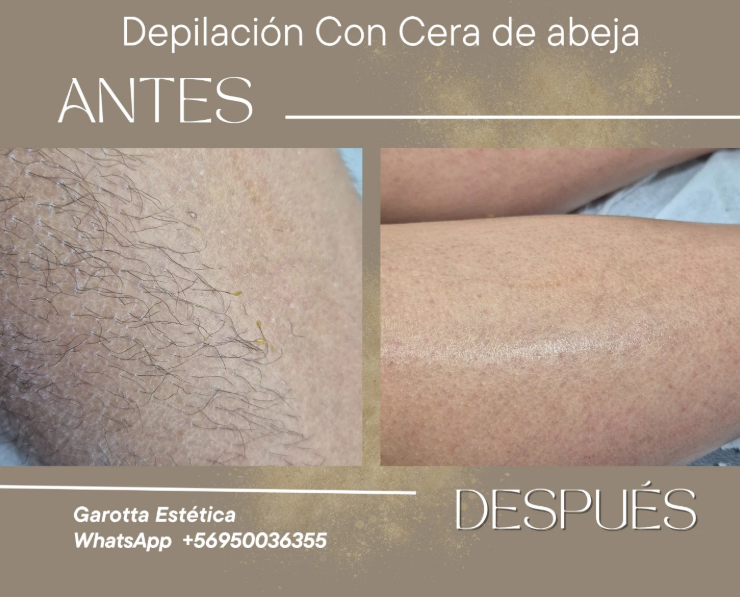 Depilación Con Cera de abeja
ANTES
Garotta Estética
WhatsApp +56950036355
DESPUÉS